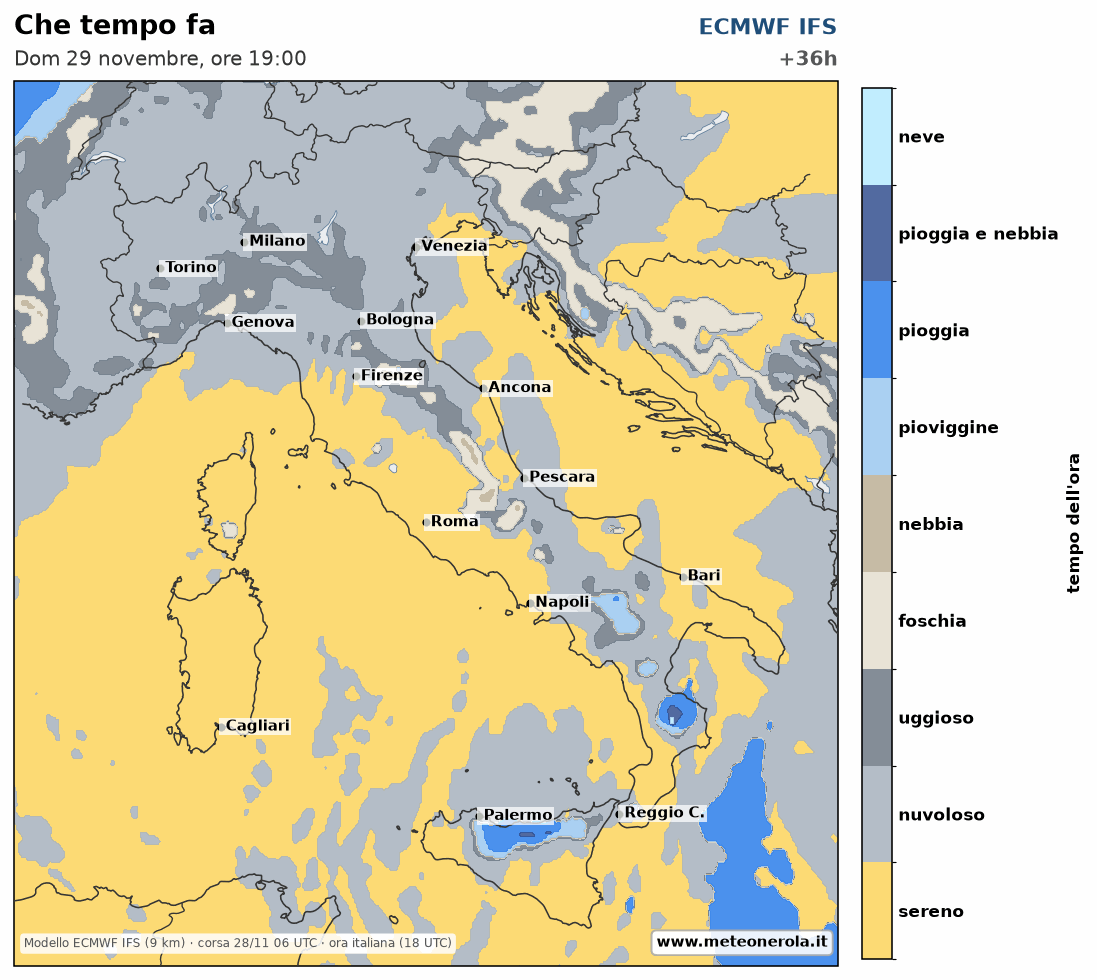 Che tempo fa
ECMWF IFS
Dom 29 novembre, ore 19:00
+36h
neve
pioggia e nebbia
pioggia
pioviggine
nebbia
foschia
uggioso
nuvoloso
sereno
tempo dell'ora
Milano
Venezia
Torino
Genova
Bologna
Firenze
Ancona
Pescara
Roma
Bari
Napoli
Cagliari
Palermo
Reggio C.
Modello ECMWF IFS (9 km) · corsa 28/11 06 UTC · ora italiana (18 UTC)
www.meteonerola.it